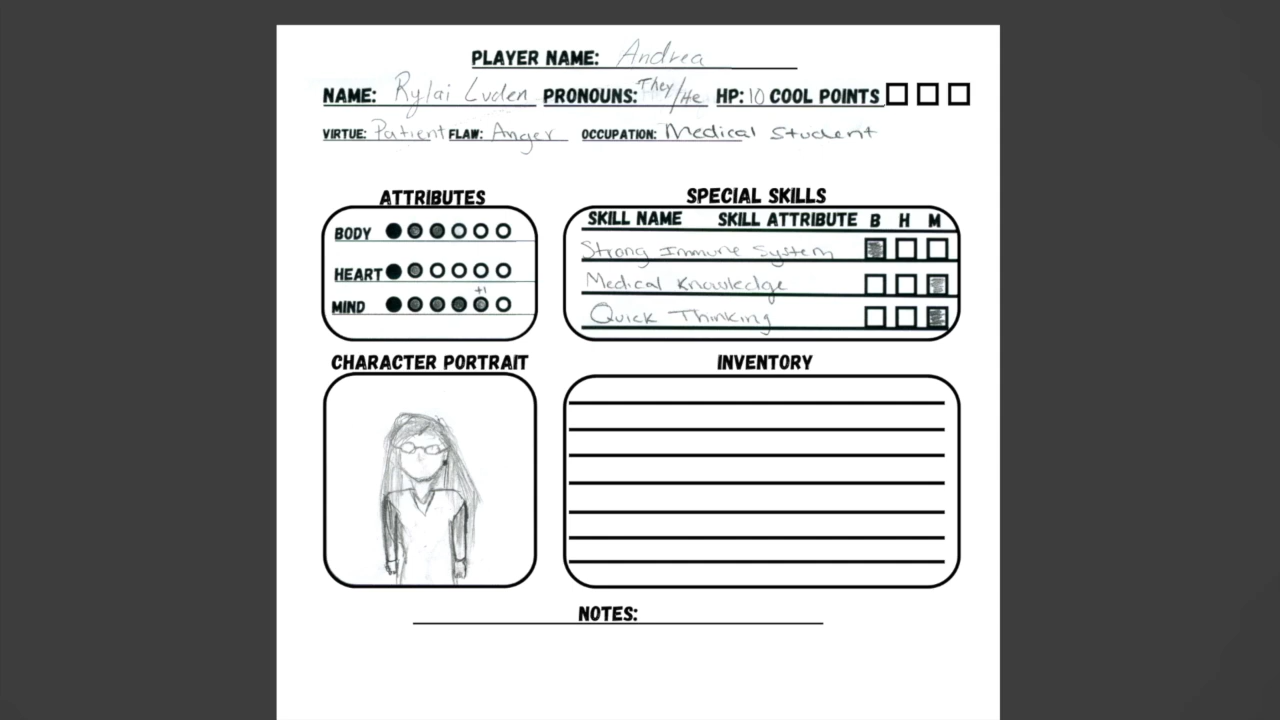 PLAYER NAME: Andrea
NAME: Rylai Luden PRONOUNS: They/He HP: 10 COOL POINTS
VIRTUE: Patient FLAW: Anger OCCUPATION: Medical Student
ATTRIBUTES
BODY
HEART
+1
MIND
SPECIAL SKILLS
SKILL NAME SKILL ATTRIBUTE B H M
Strong Immune System
Medical Knowledge
Quick Thinking
CHARACTER PORTRAIT
INVENTORY
NOTES: